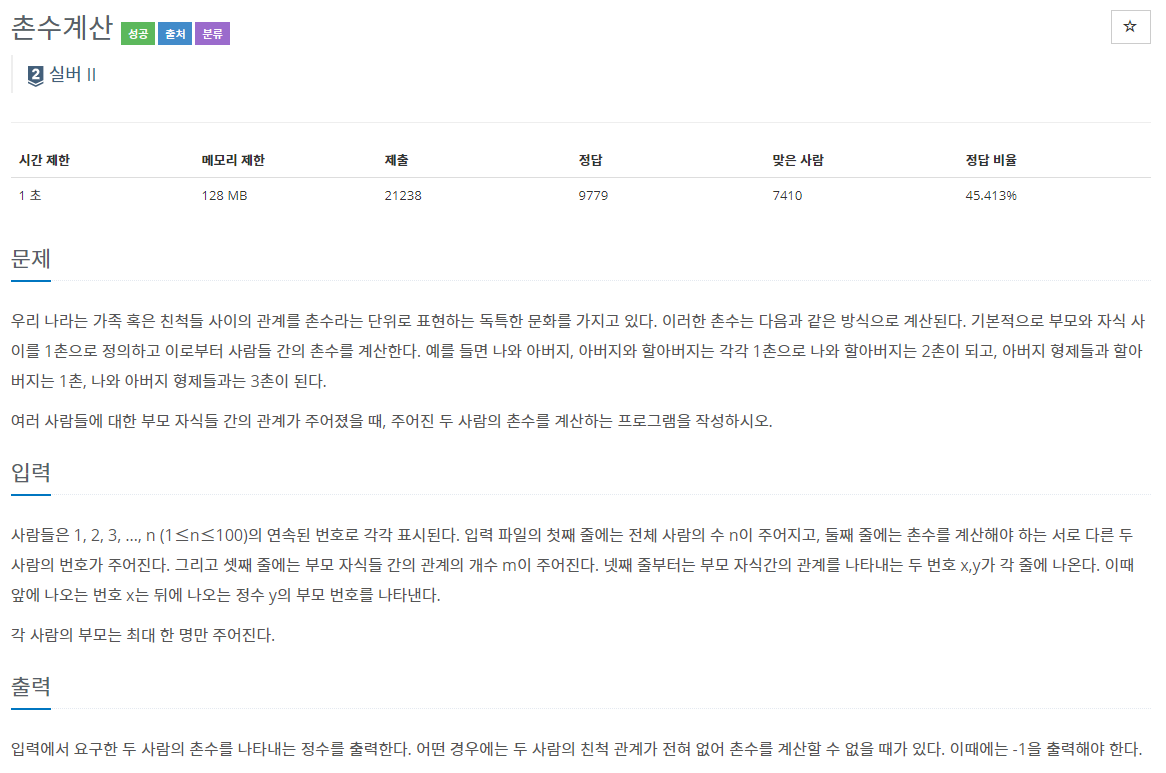 촌수계산 성공 출처 분류
☆
2 실버 II
시간 제한 메모리 제한 제출 정답 맞은 사람 정답 비율
1 초 128 MB 21238 9779 7410 45.413%
문제
우리 나라는 가족 혹은 친척들 사이의 관계를 촌수라는 단위로 표현하는 독특한 문화를 가지고 있다. 이러한 촌수는 다음과 같은 방식으로 계산된다. 기본적으로 부모와 자식 사
이를 1촌으로 정의하고 이로부터 사람들 간의 촌수를 계산한다. 예를 들면 나와 아버지, 아버지와 할아버지는 각각 1촌으로 나와 할아버지는 2촌이 되고, 아버지 형제들과 할아
버지는 1촌, 나와 아버지 형제들과는 3촌이 된다.
여러 사람들에 대한 부모 자식들 간의 관계가 주어졌을 때, 주어진 두 사람의 촌수를 계산하는 프로그램을 작성하시오.
입력
사람들은 1, 2, 3, …, n (1≤n≤100)의 연속된 번호로 각각 표시된다. 입력 파일의 첫째 줄에는 전체 사람의 수 n이 주어지고, 둘째 줄에는 촌수를 계산해야 하는 서로 다른 두
사람의 번호가 주어진다. 그리고 셋째 줄에는 부모 자식들 간의 관계의 개수 m이 주어진다. 넷째 줄부터는 부모 자식간의 관계를 나타내는 두 번호 x,y가 각 줄에 나온다. 이때
앞에 나오는 번호 x는 뒤에 나오는 정수 y의 부모 번호를 나타낸다.
각 사람의 부모는 최대 한 명만 주어진다.
출력
입력에서 요구한 두 사람의 촌수를 나타내는 정수를 출력한다. 어떤 경우에는 두 사람의 친척 관계가 전혀 없어 촌수를 계산할 수 없을 때가 있다. 이때에는 -1을 출력해야 한다.